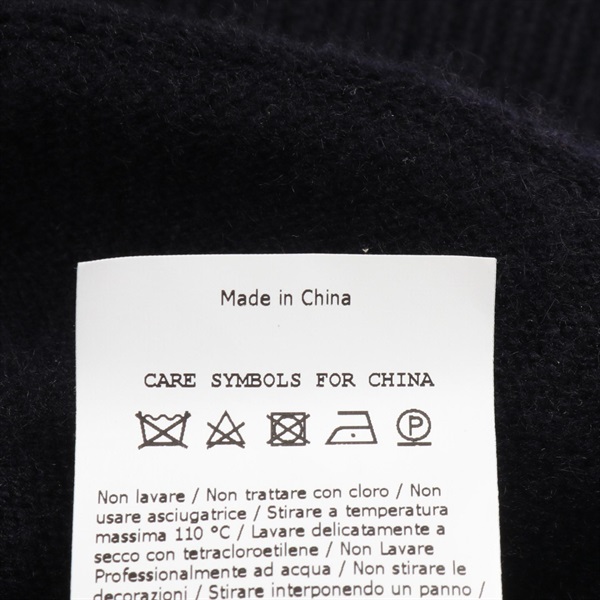 Made in China
CARE SYMBOLS FOR CHINA
P
Non lavare / Non trattare con cloro / Non
usare asciugatrice / Stirare a temperatura
massima 110 °C / Lavare delicatamente a
secco con tetracloroetilene / Non Lavare
Professionalmente ad acqua / Non stirare le
decorazioni / Stirare interponendo un panno /